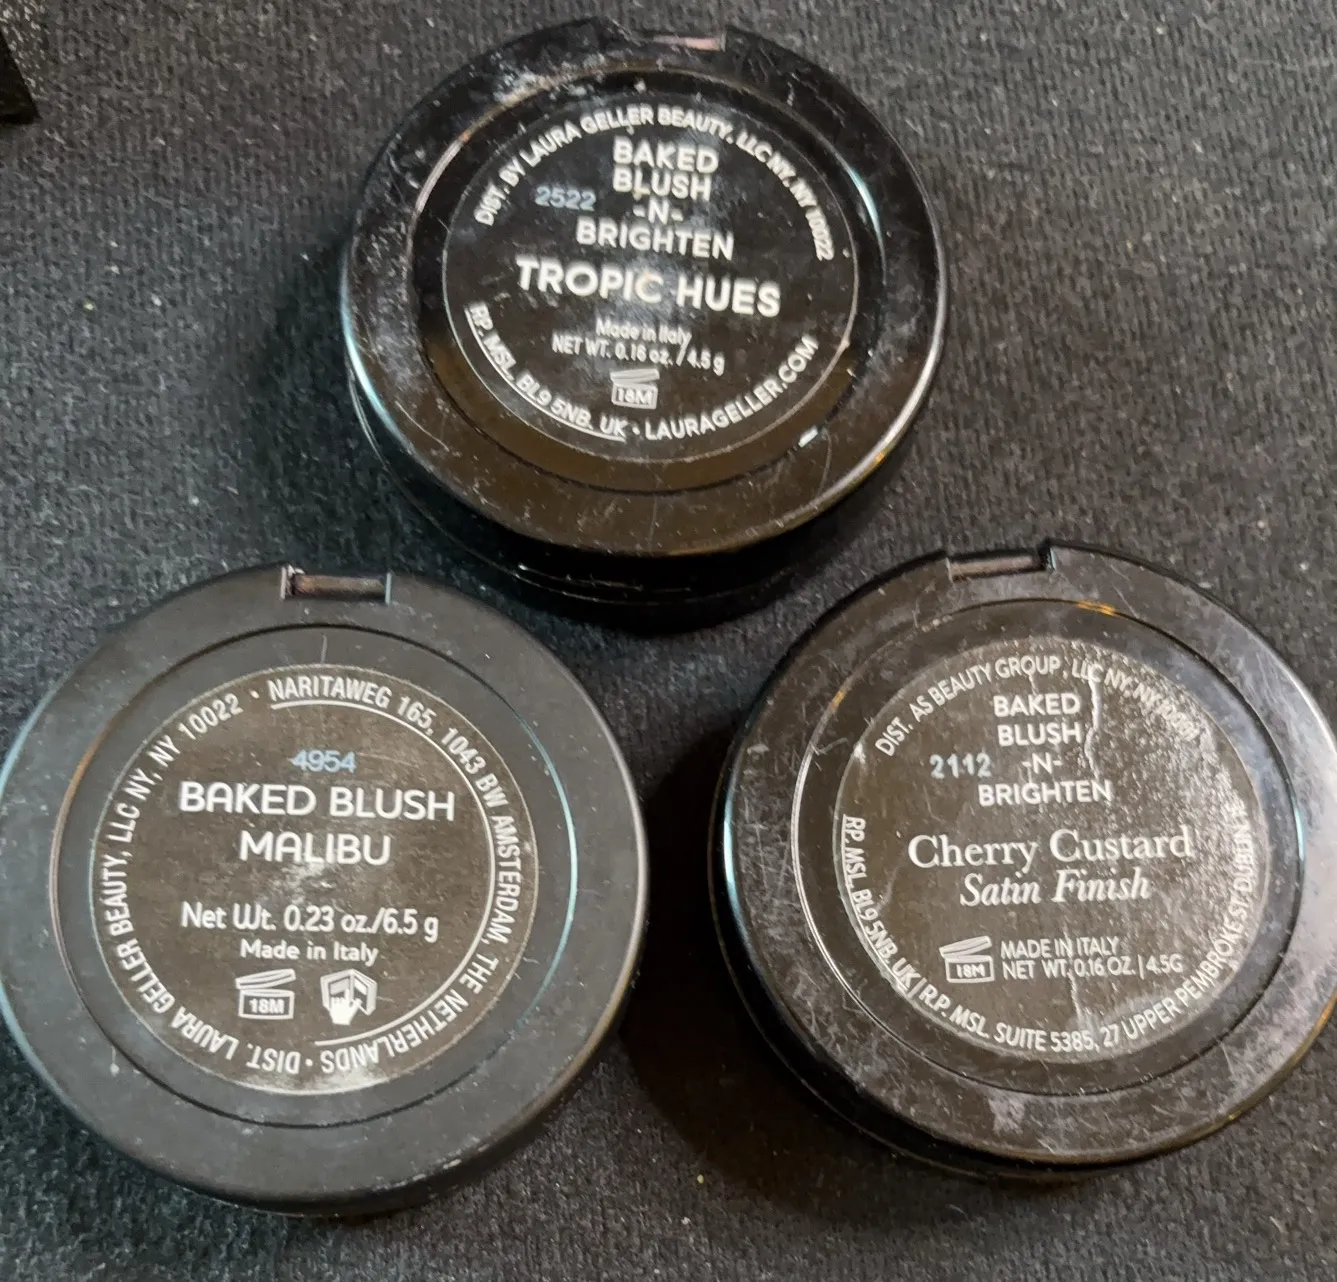 DIST. BY LAURA GELLER BEAUTY, LLC NY, NY 10022
BAKED
BLUSH
2522
-N-
BRIGHTEN
TROPIC HUES
Made in Italy
NET WT. 0.16 oz. / 4.5 g
18M
RP. MSL, BL9 5NB, UK • LAURAGELLER.COM
DIST. LAURA GELLER BEAUTY, LLC NY, NY 10022 • NARITAWEG 165, 1043 BW AMSTERDAM, THE NETHERLANDS •
4954
BAKED BLUSH
MALIBU
Net Wt. 0.23 oz./6.5 g
Made in Italy
18M
DIST. AS BEAUTY GROUP, LLC NY, NY
BAKED
BLUSH
2112
-N-
BRIGHTEN
Cherry Custard
Satin Finish
18M
MADE IN ITALY
NET WT. 0.16 OZ. | 4.5G
RP. MSL, BL9 5NB, UK | R.P. MSL. SUITE 5385, 27 UPPER PEMBROKE ST, DUBLIN